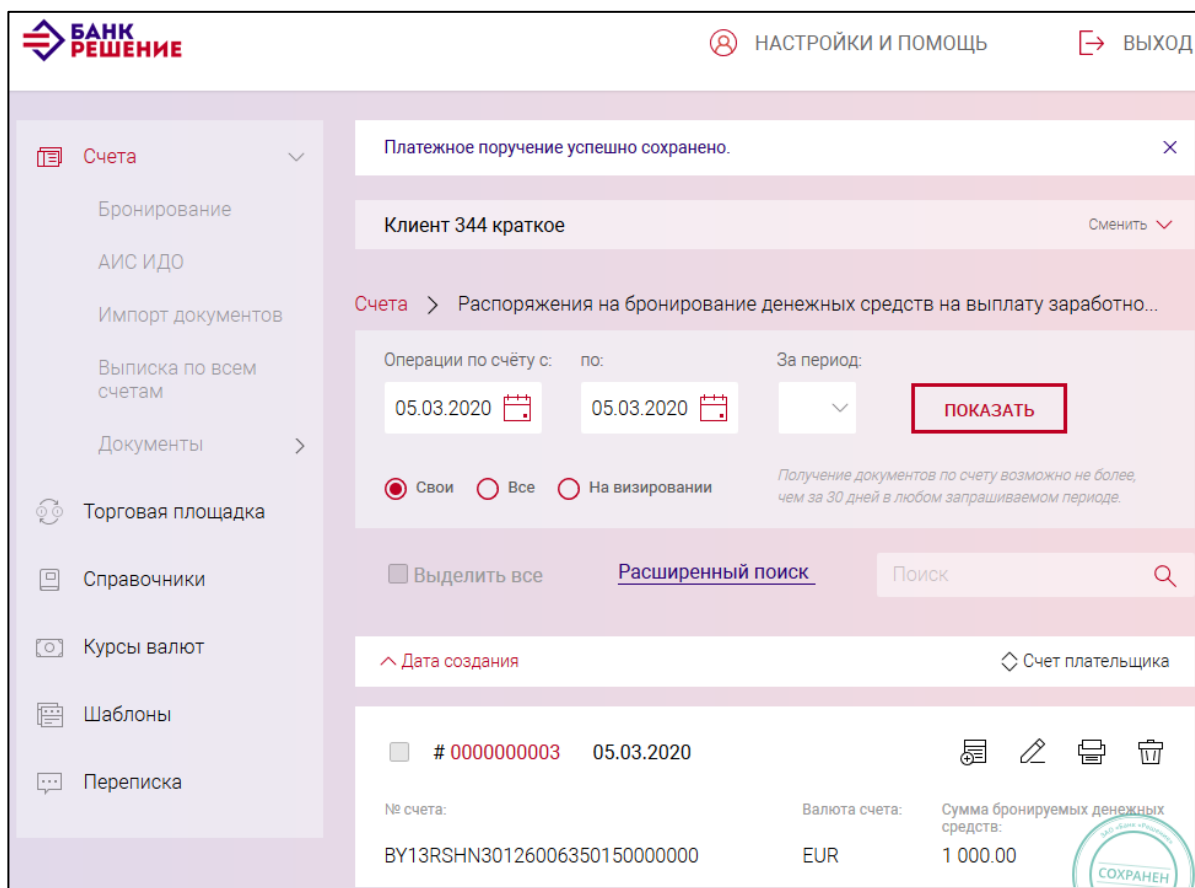 БАНК
РЕШЕНИЕ
НАСТРОЙКИ И ПОМОЩЬ
ВЫХОД
Счета
Бронирование
АИС ИДО
Импорт документов
Выписка по всем
счетам
Документы
Торговая площадка
Справочники
Курсы валют
Шаблоны
Переписка
Платежное поручение успешно сохранено.
Клиент 344 краткое
Сменить
Счета > Распоряжения на бронирование денежных средств на выплату заработно...
Операции по счёту с: по: За период:
05.03.2020 05.03.2020
ПОКАЗАТЬ
Свои Все На визировании
Получение документов по счету возможно не более,
чем за 30 дней в любом запрашиваемом периоде.
Выделить все Расширенный поиск Поиск
Дата создания Счет плательщика
# 0000000003 05.03.2020
№ счета: Валюта счета: Сумма бронируемых денежных
средств:
BY13RSHN30126006350150000000 EUR 1 000.00
ЗАО «Банк «Решение»
СОХРАНЕН